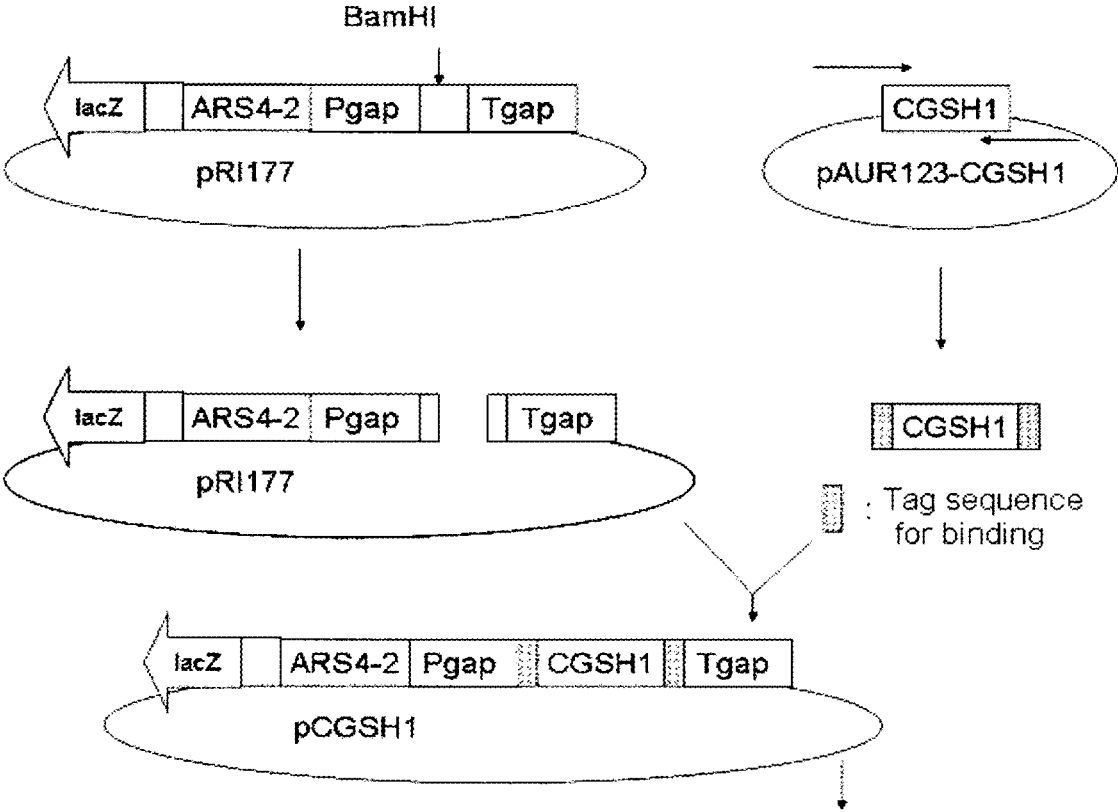 BamHI
lacZ ARS4-2 Pgap Tgap
CGSH1
pRI177
pAUR123-CGSH1
lacZ ARS4-2 Pgap Tgap
CGSH1
pRI177
: Tag sequence
for binding
lacZ ARS4-2 Pgap CGSH1 Tgap
pCGSH1